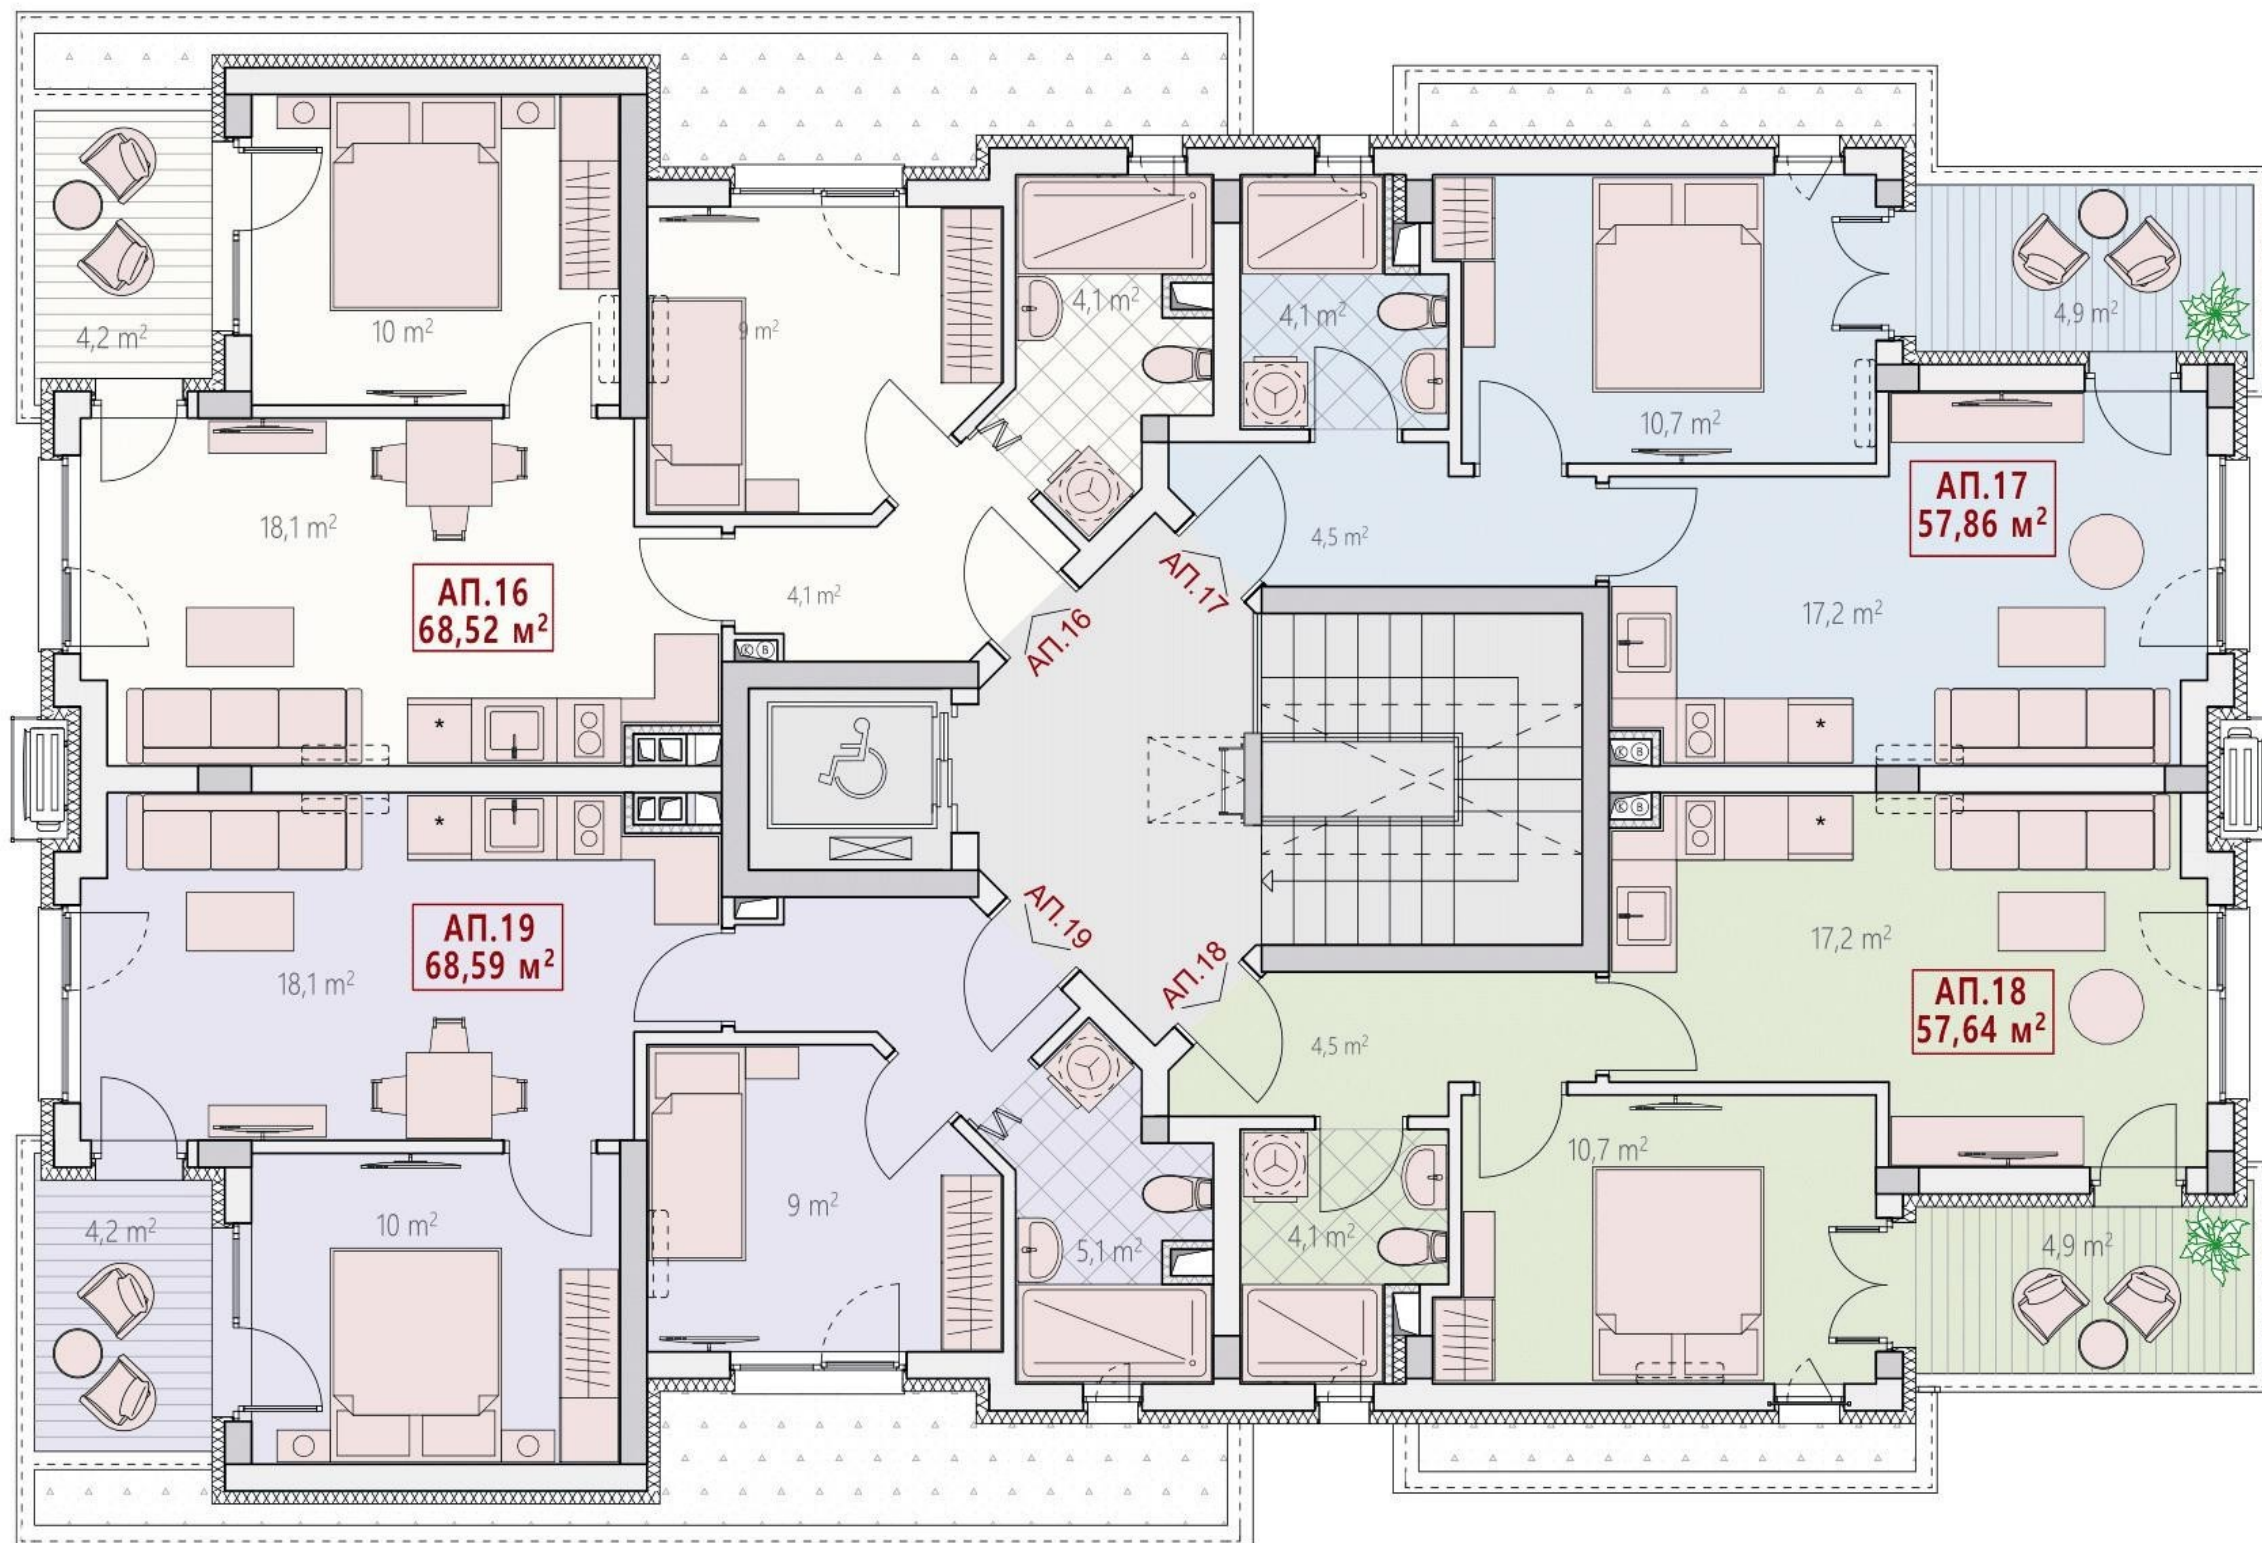 4,2 m²
10 m²
9 m²
4,1 m²
4,1 m²
4,9 m²
10,7 m²
18,1 m²
АП.16
68,52 м²
4,1 m²
4,5 m²
АП.17
57,86 м²
17,2 m²
АП.16
АП.17
К В
*
*
К В
К В
*
*
АП.19
АП.18
АП.19
68,59 м²
18,1 m²
17,2 m²
АП.18
57,64 м²
4,5 m²
10,7 m²
4,2 m²
10 m²
9 m²
5,1 m²
4,1 m²
4,9 m²